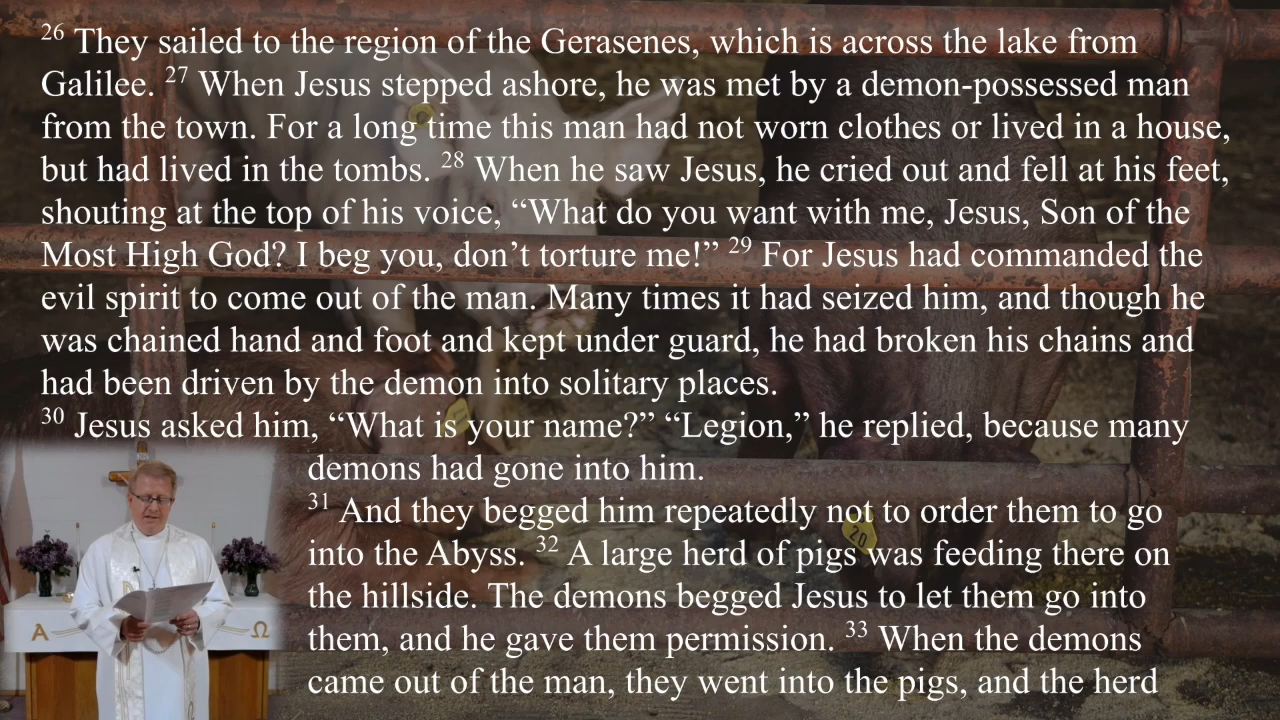 26 They sailed to the region of the Gerasenes, which is across the lake from
Galilee. 27 When Jesus stepped ashore, he was met by a demon-possessed man
from the town. For a long time this man had not worn clothes or lived in a house,
but had lived in the tombs. 28 When he saw Jesus, he cried out and fell at his feet,
shouting at the top of his voice, “What do you want with me, Jesus, Son of the
Most High God? I beg you, don’t torture me!” 29 For Jesus had commanded the
evil spirit to come out of the man. Many times it had seized him, and though he
was chained hand and foot and kept under guard, he had broken his chains and
had been driven by the demon into solitary places.
30 Jesus asked him, “What is your name?” “Legion,” he replied, because many
demons had gone into him.
31 And they begged him repeatedly not to order them to go
into the Abyss. 32 A large herd of pigs was feeding there on
the hillside. The demons begged Jesus to let them go into
them, and he gave them permission. 33 When the demons
came out of the man, they went into the pigs, and the herd
20
Α Ω